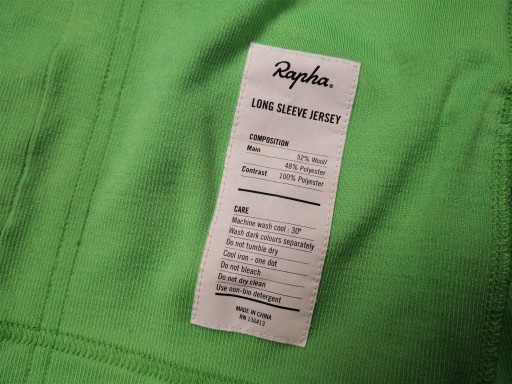 Rapha®
LONG SLEEVE JERSEY
COMPOSITION
Main 52% Wool/
48% Polyester
Contrast 100% Polyester
CARE
Machine wash cool : 30°
Wash dark colours separately
Do not tumble dry
Cool iron - one dot
Do not bleach
Do not dry clean
Use non-bio detergent
MADE IN CHINA
RN 136413